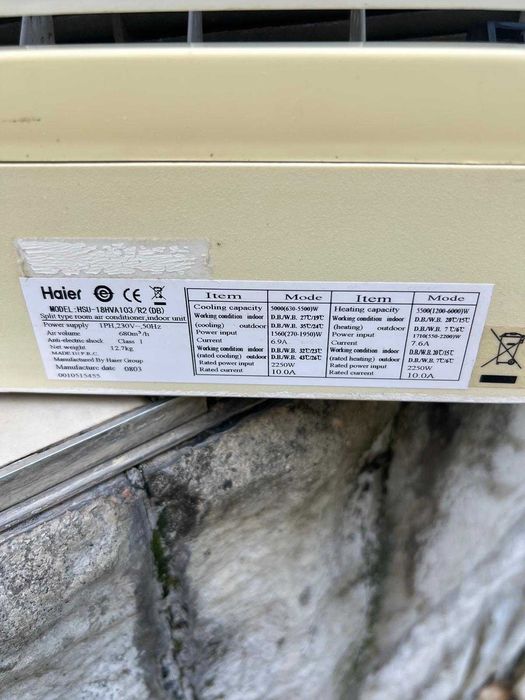 Haier CE
MODEL:HSU-18HVA103/R2(DB)
Split type room air conditioner,indoor unit
Power supply 1PH,230V~,50Hz
Air volume 680m³/h
Anti-electric shock Class 1
Net weight 12.7kg
MADE IN P.R.C.
Manufactured By Haier Group
Manufacture date 0803
0010515455
Item Mode Item Mode
Cooling capacity 5000(630-5500)W Heating capacity 5500(1200-6000)W
Working condition indoor D.B./W.B. 27℃/19℃ Working condition indoor D.B./W.B. 20℃/15℃
(cooling) outdoor D.B./W.B. 35℃/24℃ (heating) outdoor D.B./W.B. 7℃/6℃
Power input 1560(270-1950)W Power input 1710(350-2200)W
Current 6.9A Current 7.6A
Working condition indoor D.B./W.B. 32℃/23℃ Working condition indoor D.B./W.B. 20℃/15℃
(rated cooling) outdoor D.B./W.B. 43℃/26℃ (rated heating) outdoor D.B./W.B. 7℃/6℃
Rated power input 2250W Rated power input 2250W
Rated current 10.0A Rated current 10.0A